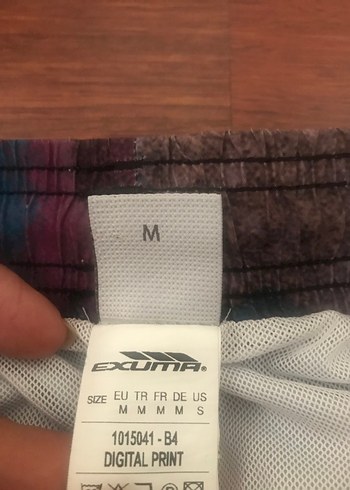 M
EXUMA®
SIZE EU TR FR DE US
M M M M S
1015041 - B4
DIGITAL PRINT